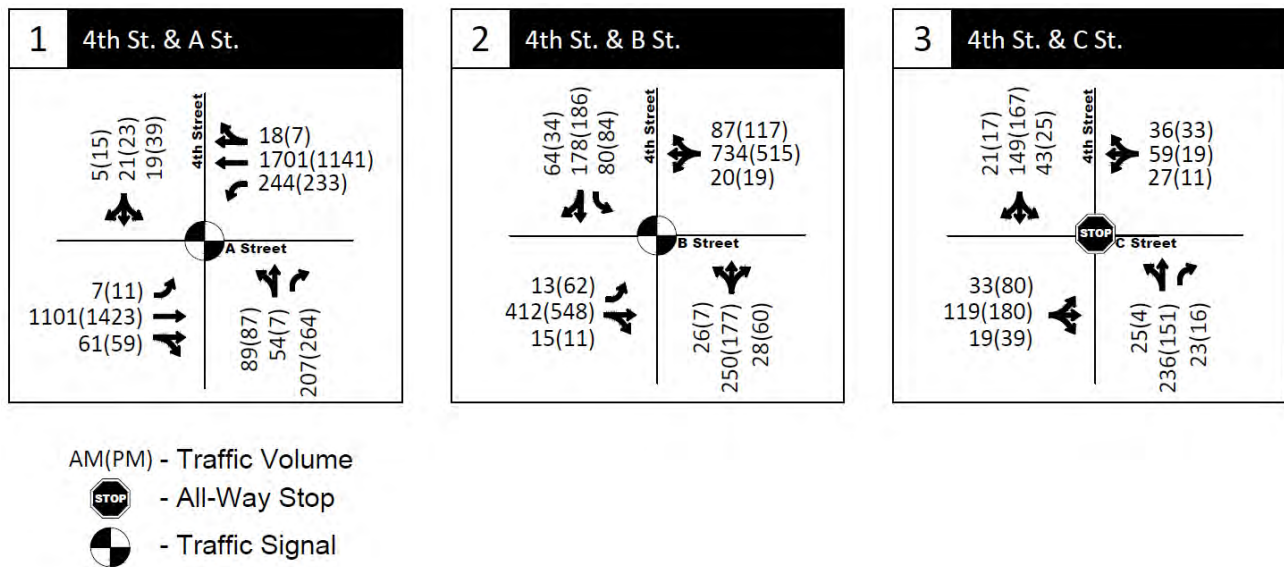 1 4th St. & A St.
4th Street
5(15)
21(23)
19(39)
18(7)
1701(1141)
244(233)
A Street
7(11)
1101(1423)
61(59)
89(87)
54(7)
207(264)
2 4th St. & B St.
4th Street
64(34)
178(186)
80(84)
87(117)
734(515)
20(19)
B Street
13(62)
412(548)
15(11)
26(7)
250(177)
28(60)
3 4th St. & C St.
4th Street
21(17)
149(167)
43(25)
36(33)
59(19)
27(11)
STOP
C Street
33(80)
119(180)
19(39)
25(4)
236(151)
23(16)
AM(PM) - Traffic Volume
STOP - All-Way Stop
- Traffic Signal